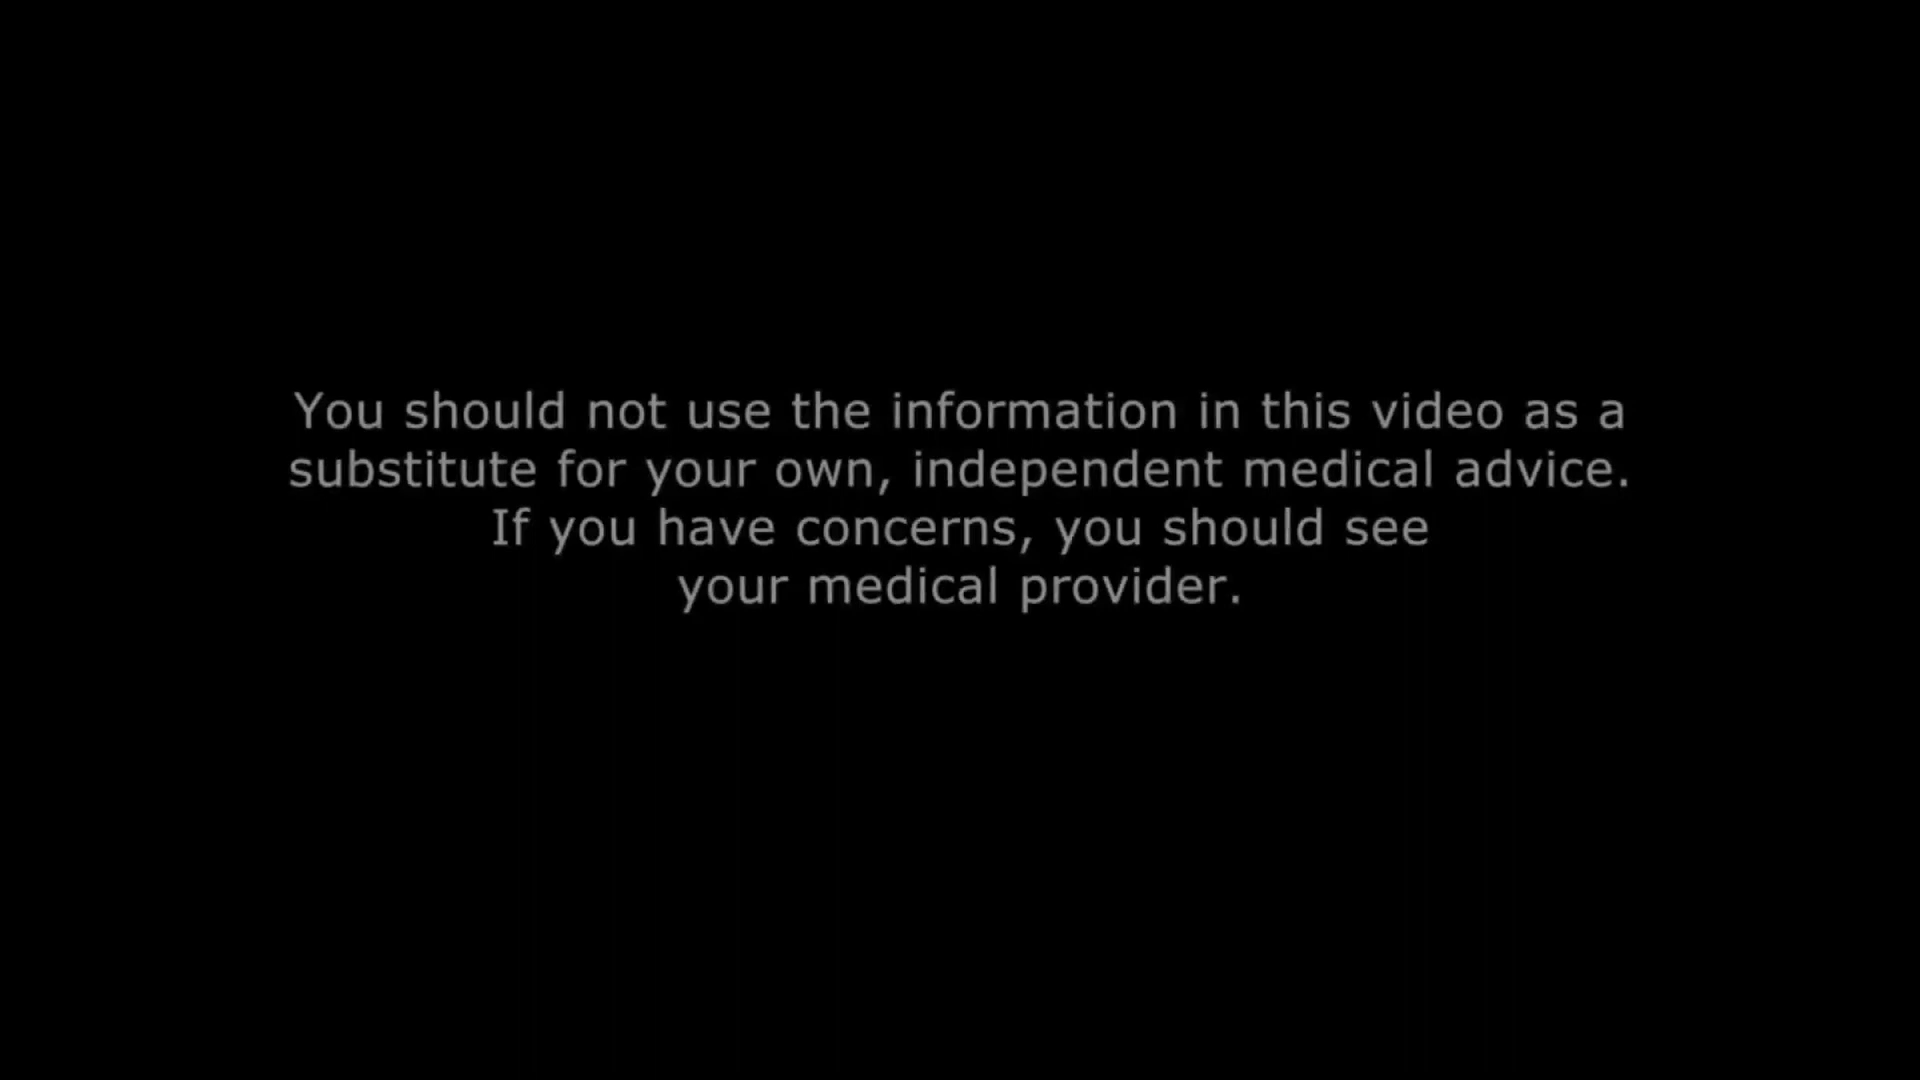 You should not use the information in this video as a
substitute for your own, independent medical advice.
If you have concerns, you should see
your medical provider.